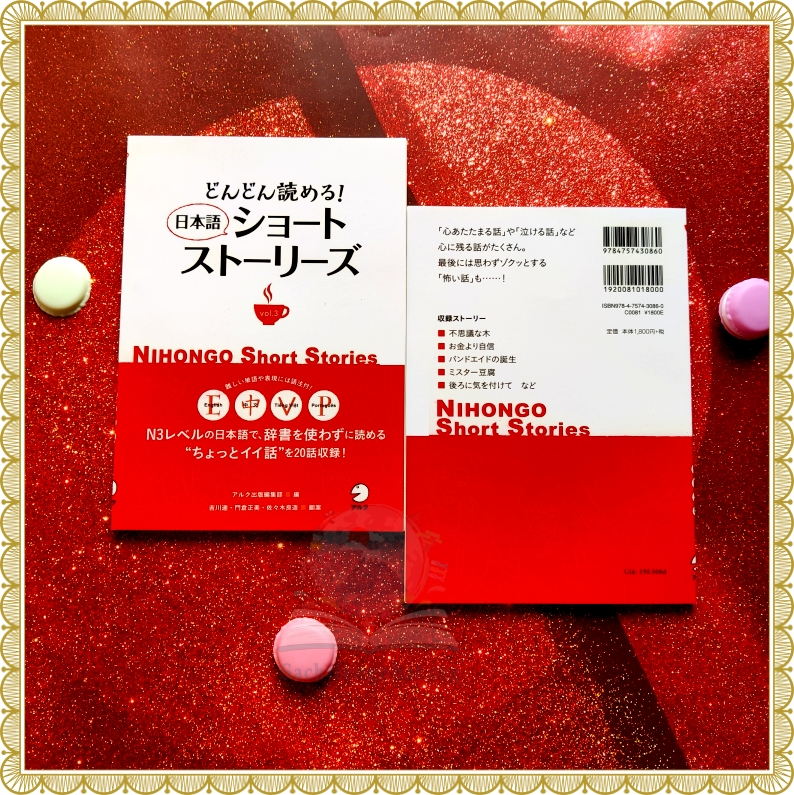 どんどん読める!
日本語
ショート
ストーリーズ
vol.3
NIHONGO Short Stories
難しい単語や表現には語注付!
English
中文
Tiếng Việt
Português
N3レベルの日本語で、辞書を使わずに読める
“ちょっとイイ話”を20話収録!
アルク出版編集部 編
吉川達・門倉正美・佐々木良造 翻案
アルク
「心あたたまる話」や「泣ける話」など
心に残る話がたくさん。
最後には思わずゾクッとする
「怖い話」も……!
収録ストーリー
不思議な木
お金より自信
バンドエイドの誕生
ミスター豆腐
後ろに気を付けて など
NIHONGO
Short Stories
9784757430860
1920081018000
ISBN978-4-7574-3086-0
C0081 ¥1800E
定価 本体1,800円+税